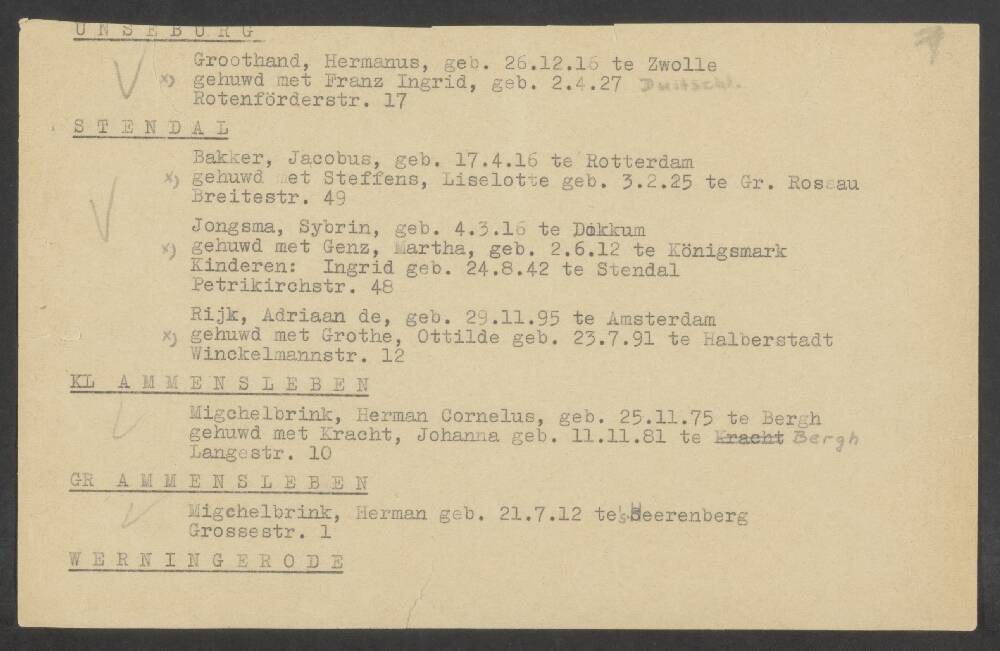 UNSEBURG
Groothand, Hermanus, geb. 26.12.16 te Zwolle
x) gehuwd met Franz Ingrid, geb. 2.4.27 Duitschl.
Rotenförderstr. 17
STENDAL
Bakker, Jacobus, geb. 17.4.16 te Rotterdam
x) gehuwd met Steffens, Liselotte geb. 3.2.25 te Gr. Rossau
Breitestr. 49
Jongsma, Sybrin, geb. 4.3.16 te Dokkum
x) gehuwd met Genz, Martha, geb. 2.6.12 te Königsmark
Kinderen: Ingrid geb. 24.8.42 te Stendal
Petrikirchstr. 48
Rijk, Adriaan de, geb. 29.11.95 te Amsterdam
x) gehuwd met Grothe, Ottilde geb. 23.7.91 te Halberstadt
Winckelmannstr. 12
KL AMMENSLEBEN
Migchelbrink, Herman Cornelus, geb. 25.11.75 te Bergh
gehuwd met Kracht, Johanna geb. 11.11.81 te Kracht Bergh
Langestr. 10
GR AMMENSLEBEN
Migchelbrink, Herman geb. 21.7.12 te 's Heerenberg
Grossestr. 1
WERNINGERODE